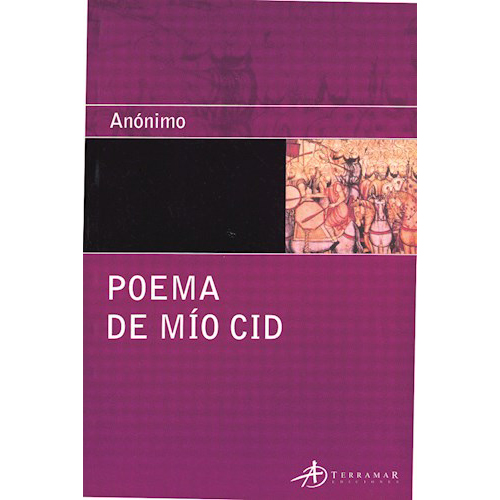 Anónimo
POEMA
DE MÍO CID
TERRAMAR
EDICIONES